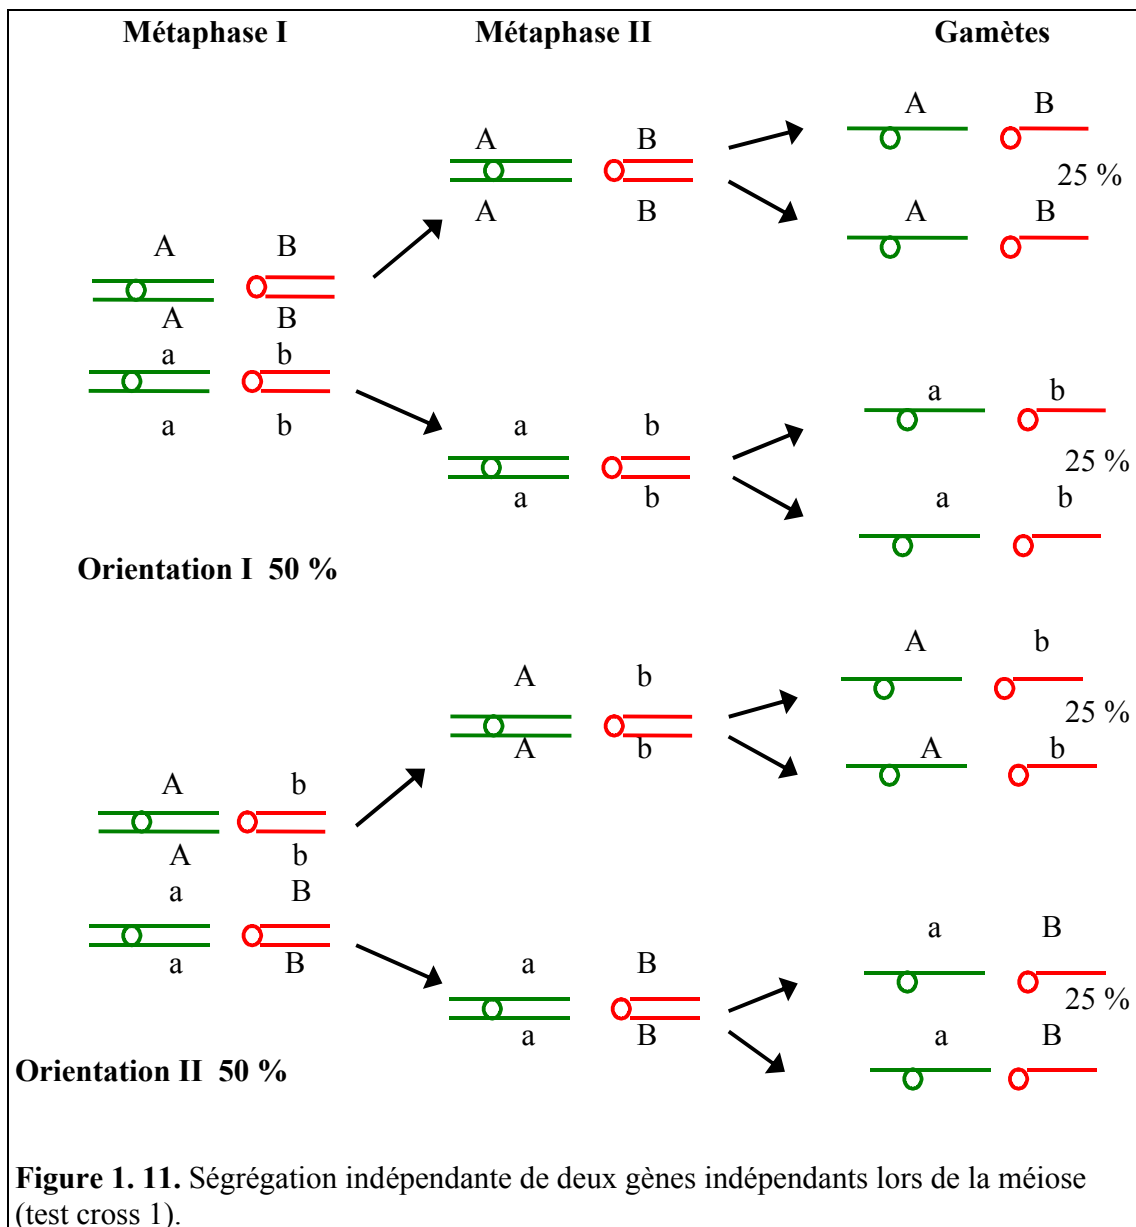 Métaphase I Métaphase II Gamètes
A B
A B
25 %
A B
A B
A B
A B
a b
a b
A B
a b
25 %
a b
a b
a b
Orientation I 50 %
A b
A b
25 %
A b
A b
A b
A b
a B
a B
a B
25 %
a B
a B
a B
Orientation II 50 %
Figure 1. 11. Ségrégation indépendante de deux gènes indépendants lors de la méiose
(test cross 1).